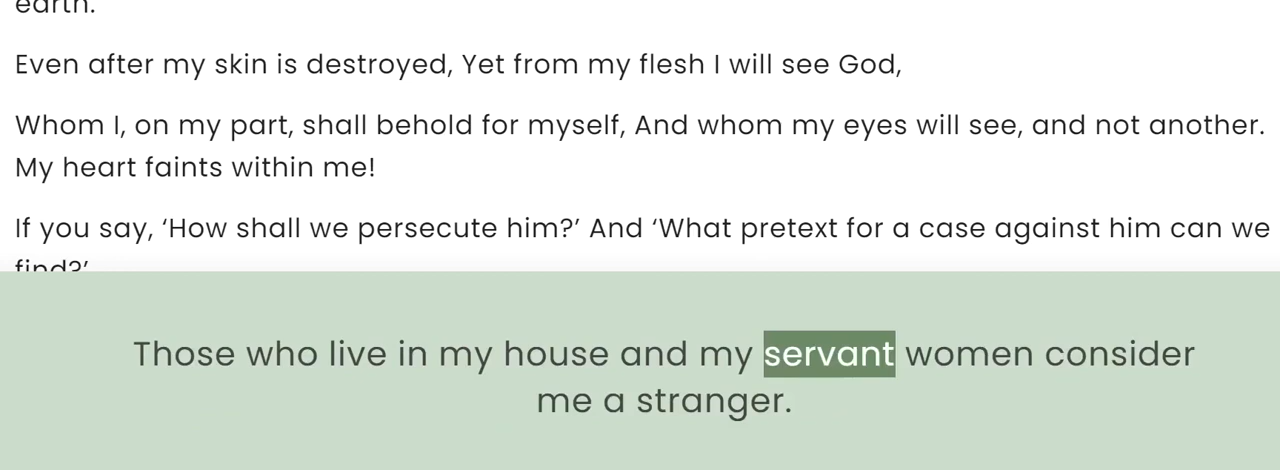 earth.
Even after my skin is destroyed, Yet from my flesh I will see God,
Whom I, on my part, shall behold for myself, And whom my eyes will see, and not another.
My heart faints within me!
If you say, ‘How shall we persecute him?’ And ‘What pretext for a case against him can we
find?’
Those who live in my house and my servant women consider
me a stranger.